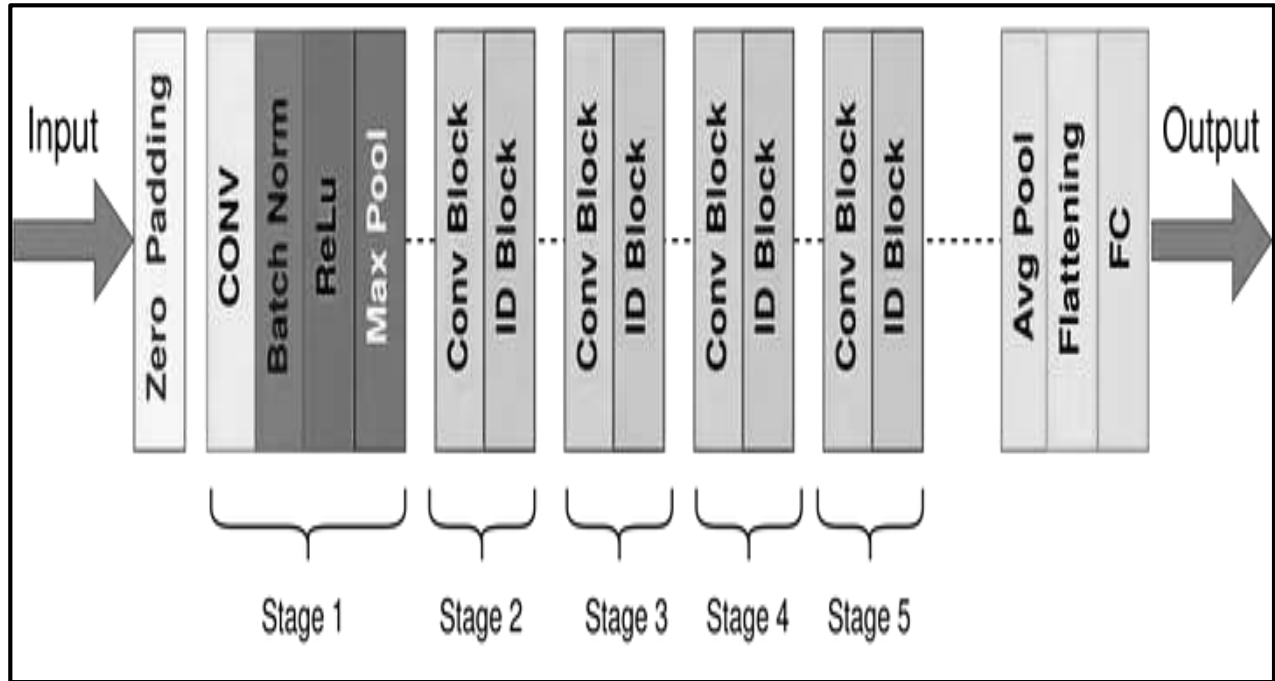 Input
Zero Padding
CONV
Batch Norm
ReLu
Max Pool
Conv Block
ID Block
Conv Block
ID Block
Conv Block
ID Block
Conv Block
ID Block
Avg Pool
Flattening
FC
Output
Stage 1
Stage 2
Stage 3
Stage 4
Stage 5